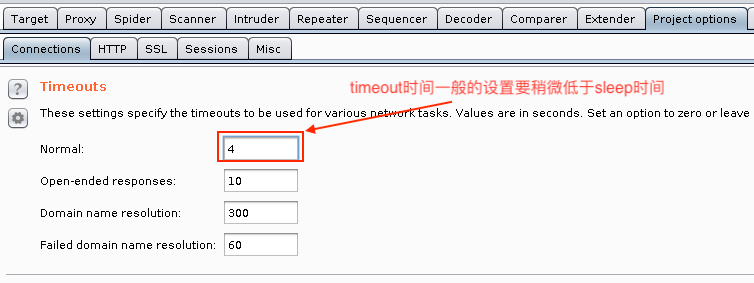 Target Proxy Spider Scanner Intruder Repeater Sequencer Decoder Comparer Extender Project options
Connections HTTP SSL Sessions Misc
? Timeouts
timeout时间一般的设置要稍微低于sleep时间
These settings specify the timeouts to be used for various network tasks. Values are in seconds. Set an option to zero or leave
Normal: 4
Open-ended responses: 10
Domain name resolution: 300
Failed domain name resolution: 60